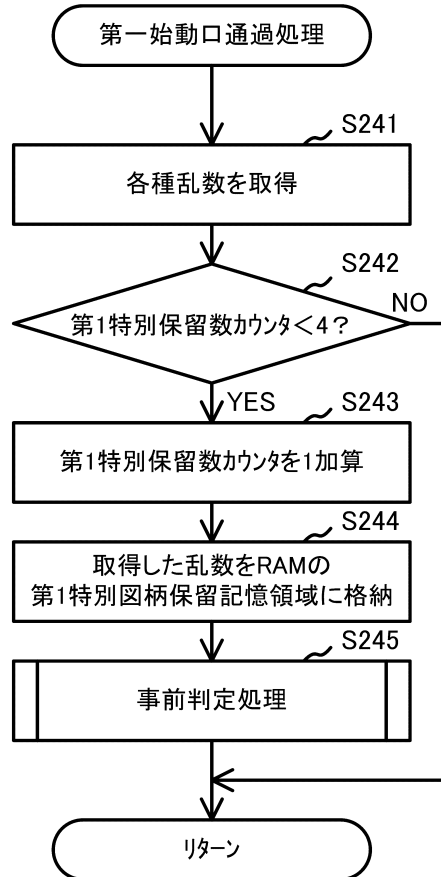 第一始動口通過処理
S241
各種乱数を取得
S242
第1特別保留数カウンタ<4?
NO
YES
S243
第1特別保留数カウンタを1加算
S244
取得した乱数をRAMの
第1特別図柄保留記憶領域に格納
S245
事前判定処理
リターン